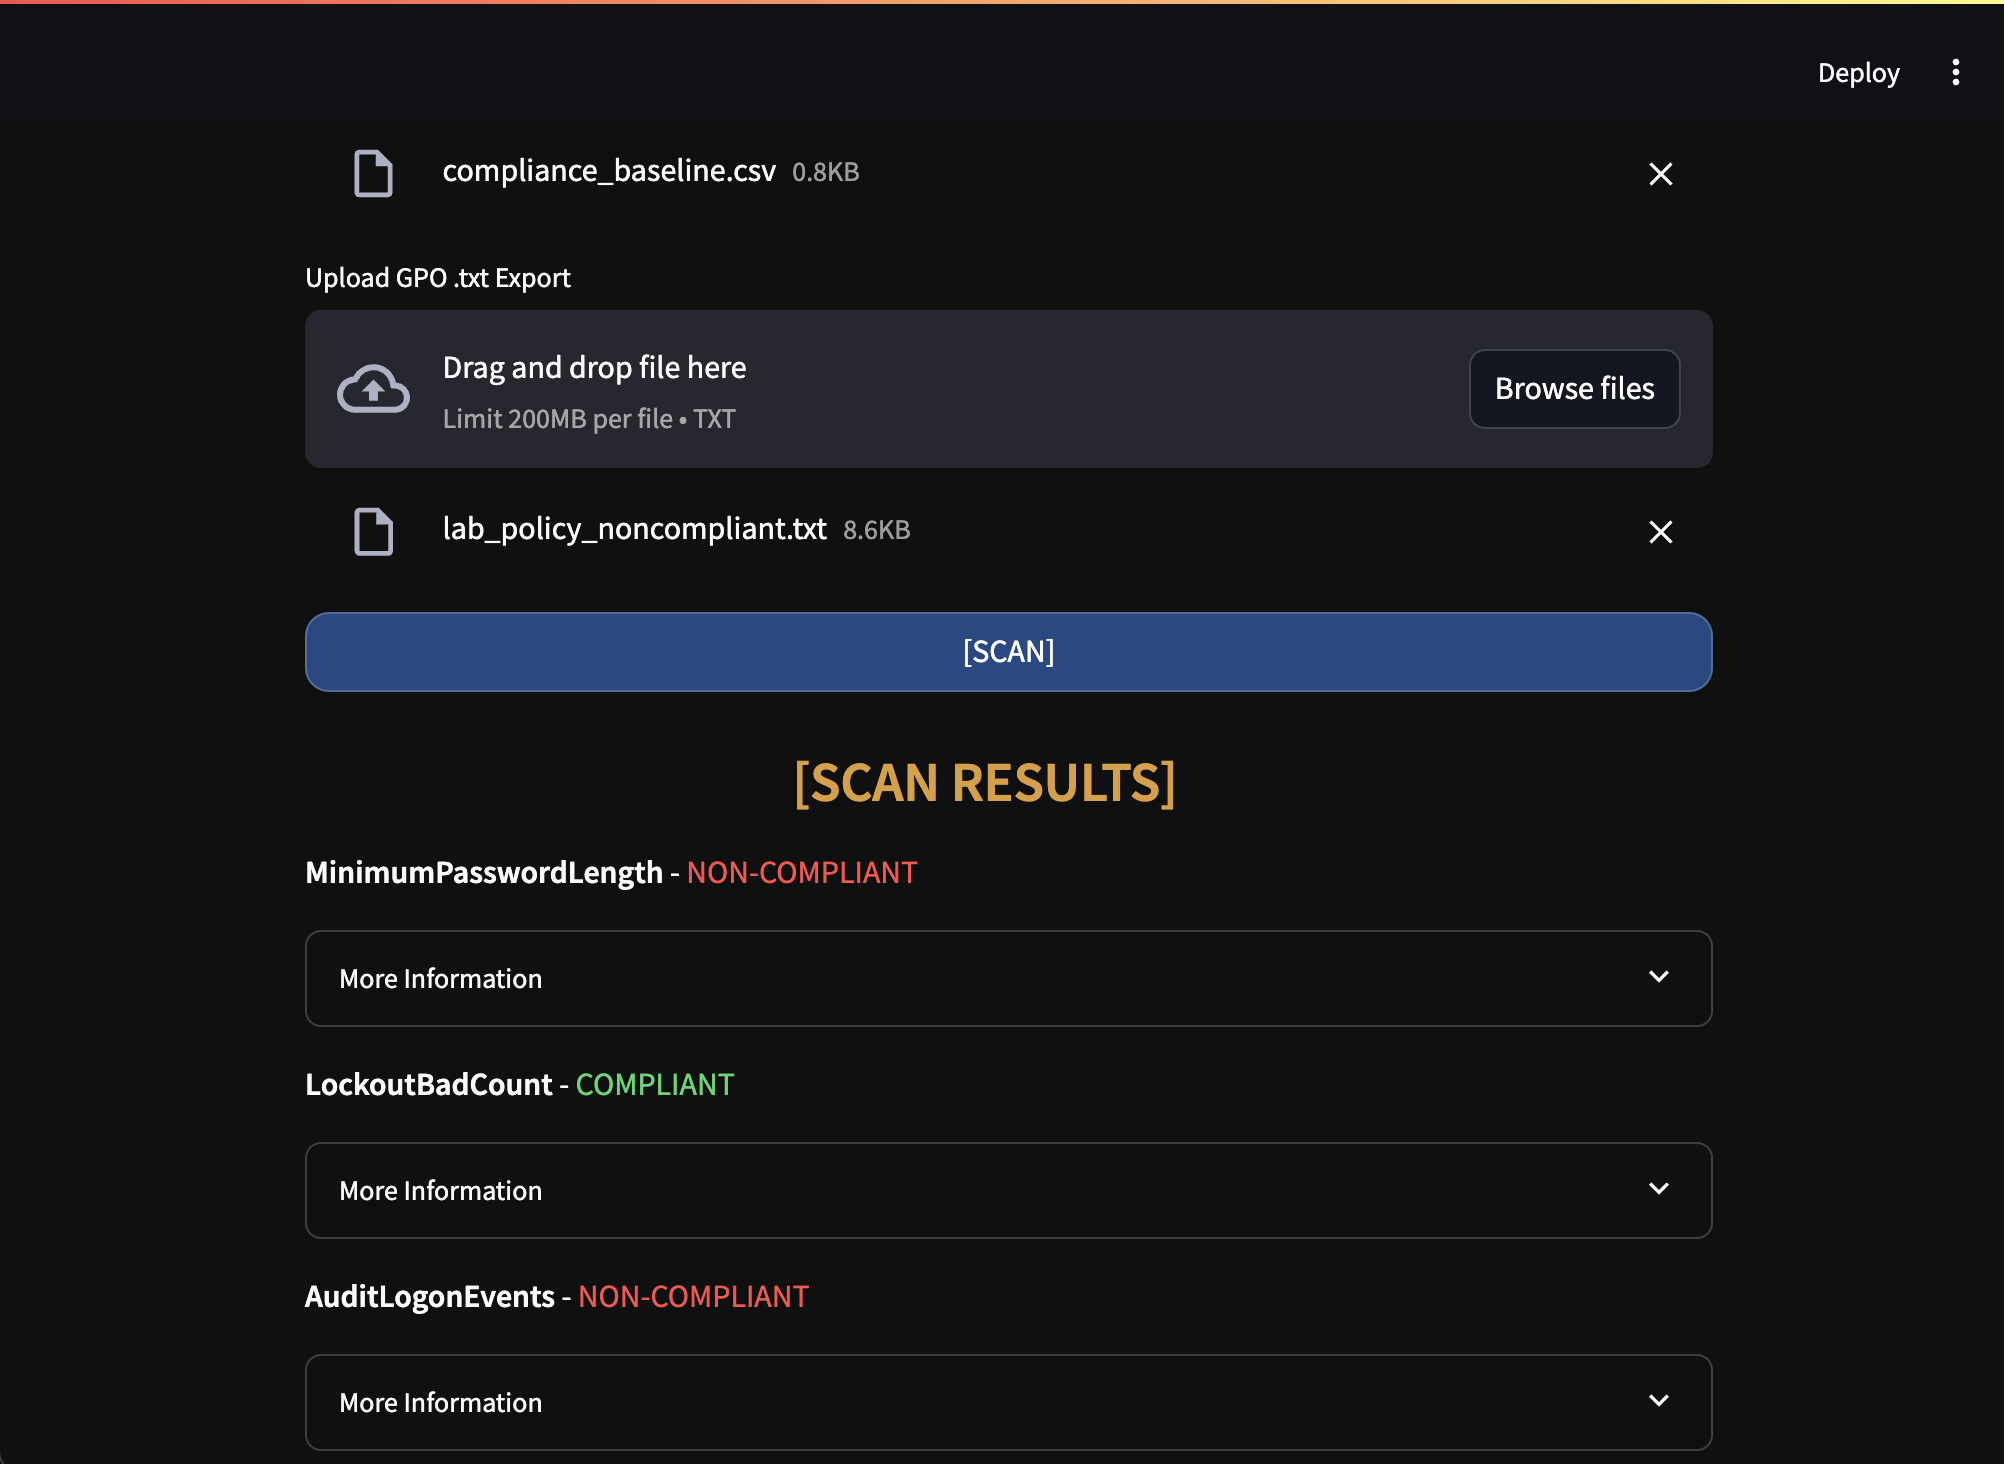 Deploy
compliance_baseline.csv 0.8KB
Upload GPO .txt Export
Drag and drop file here
Limit 200MB per file • TXT
Browse files
lab_policy_noncompliant.txt 8.6KB
[SCAN]
[SCAN RESULTS]
MinimumPasswordLength - NON-COMPLIANT
More Information
LockoutBadCount - COMPLIANT
More Information
AuditLogonEvents - NON-COMPLIANT
More Information